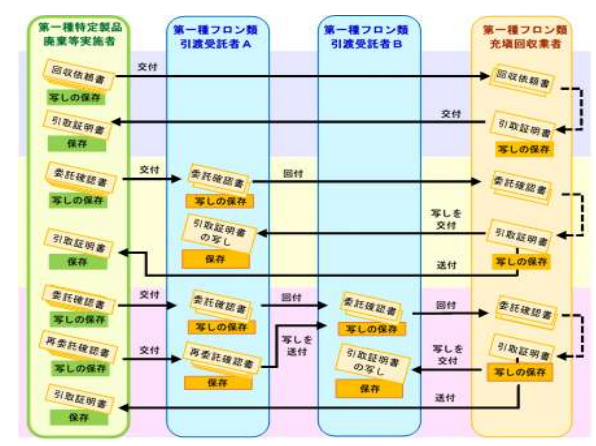 第一種特定製品
廃棄等実施者
第一種フロン類
引渡受託者A
第一種フロン類
引渡受託者B
第一種フロン類
充塡回収業者
回収依頼書
写しの保存
交付
回収依頼書
引取証明書
保存
交付
引取証明書
写しの保存
委託確認書
写しの保存
交付
委託確認書
写しの保存
回付
委託確認書
引取証明書
の写し
保存
写しを
交付
引取証明書
写しの保存
引取証明書
保存
送付
委託確認書
写しの保存
交付
委託確認書
写しの保存
回付
委託確認書
写しの保存
回付
委託確認書
再委託確認書
写しの保存
交付
再委託確認書
保存
写しを
送付
引取証明書
の写し
保存
写しを
交付
引取証明書
写しの保存
引取証明書
保存
送付